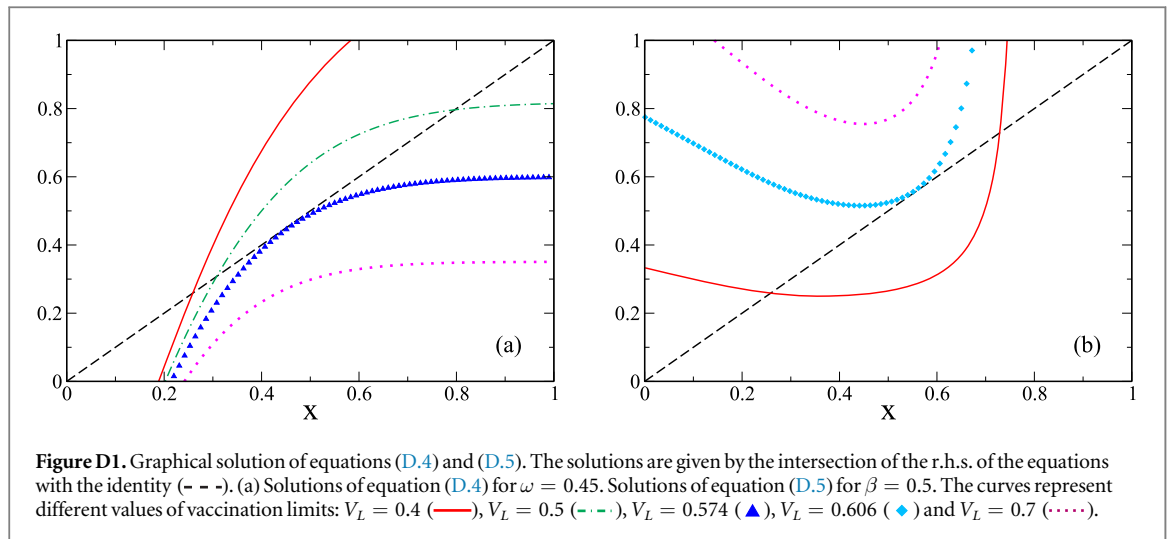 1
0.8
0.6
0.4
0.2
0
0 0.2 0.4 0.6 0.8 1
X
(a)
0 0.2 0.4 0.6 0.8 1
X
(b)
1
0.8
0.6
0.4
0.2
0
Figure D1. Graphical solution of equations (D.4) and (D.5). The solutions are given by the intersection of the r.h.s. of the equations
with the identity (– – –). (a) Solutions of equation (D.4) for ω = 0.45. Solutions of equation (D.5) for β = 0.5. The curves represent
different values of vaccination limits: V_L = 0.4 (——), V_L = 0.5 (–·–·–), V_L = 0.574 (▲), V_L = 0.606 (◆) and V_L = 0.7 (·····).